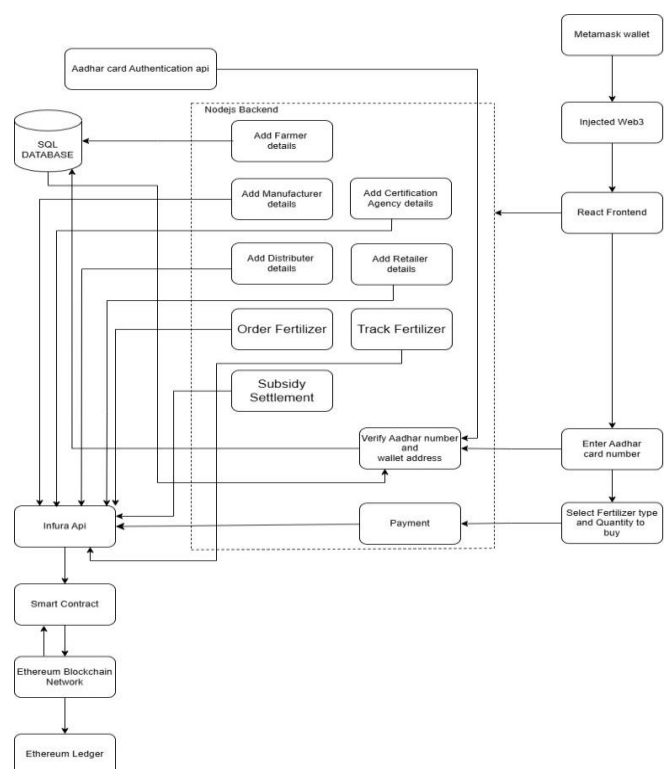 Metamask wallet
Aadhar card Authentication api
Nodejs Backend
SQL
DATABASE
Add Farmer
details
Injected Web3
Add Manufacturer
details
Add Certification
Agency details
React Frontend
Add Distributer
details
Add Retailer
details
Order Fertilizer
Track Fertilizer
Subsidy
Settlement
Verify Aadhar number
and
wallet address
Enter Aadhar
card number
Infura Api
Payment
Select Fertilizer type
and Quantity to
buy
Smart Contract
Ethereum Blockchain
Network
Ethereum Ledger